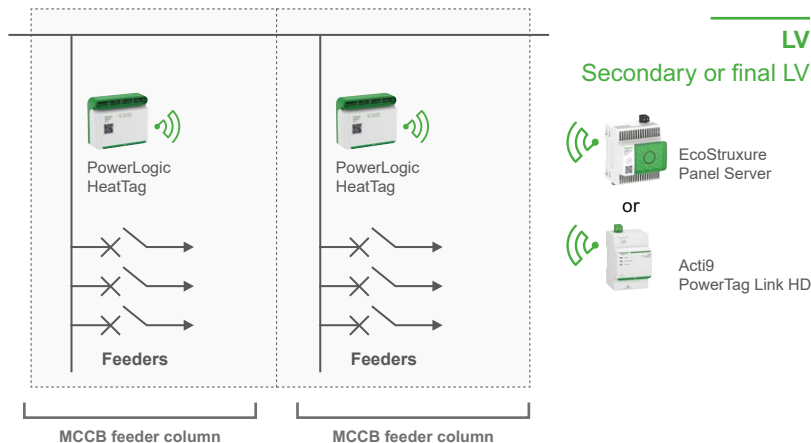 LV
Secondary or final LV
PowerLogic
HeatTag
PowerLogic
HeatTag
EcoStruxure
Panel Server
or
Acti9
PowerTag Link HD
Feeders
Feeders
MCCB feeder column
MCCB feeder column